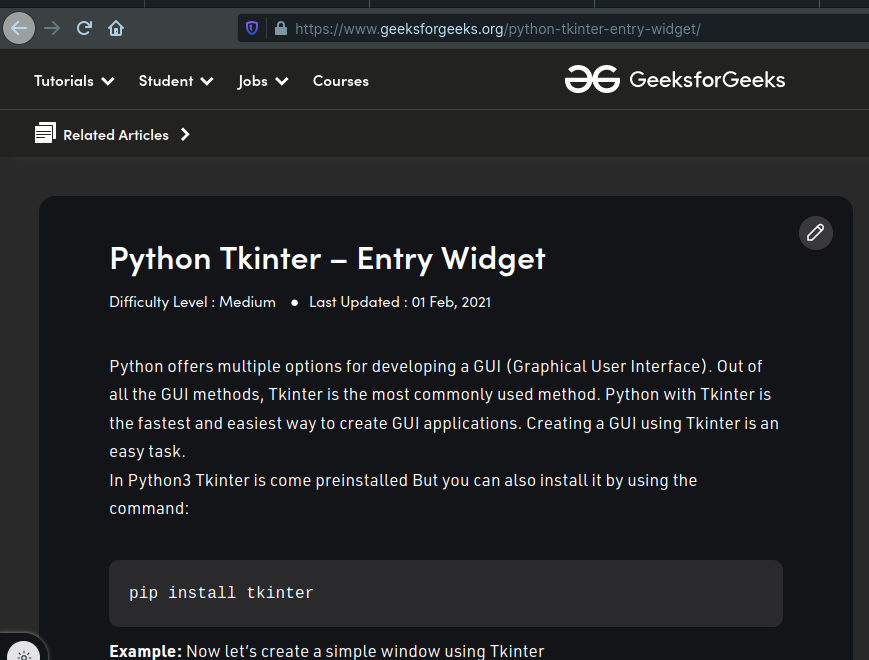 https://www.geeksforgeeks.org/python-tkinter-entry-widget/
Tutorials Student Jobs Courses GeeksforGeeks
Related Articles
Python Tkinter – Entry Widget
Difficulty Level : Medium ● Last Updated : 01 Feb, 2021
Python offers multiple options for developing a GUI (Graphical User Interface). Out of
all the GUI methods, Tkinter is the most commonly used method. Python with Tkinter is
the fastest and easiest way to create GUI applications. Creating a GUI using Tkinter is an
easy task.
In Python3 Tkinter is come preinstalled But you can also install it by using the
command:
pip install tkinter
Example: Now let’s create a simple window using Tkinter